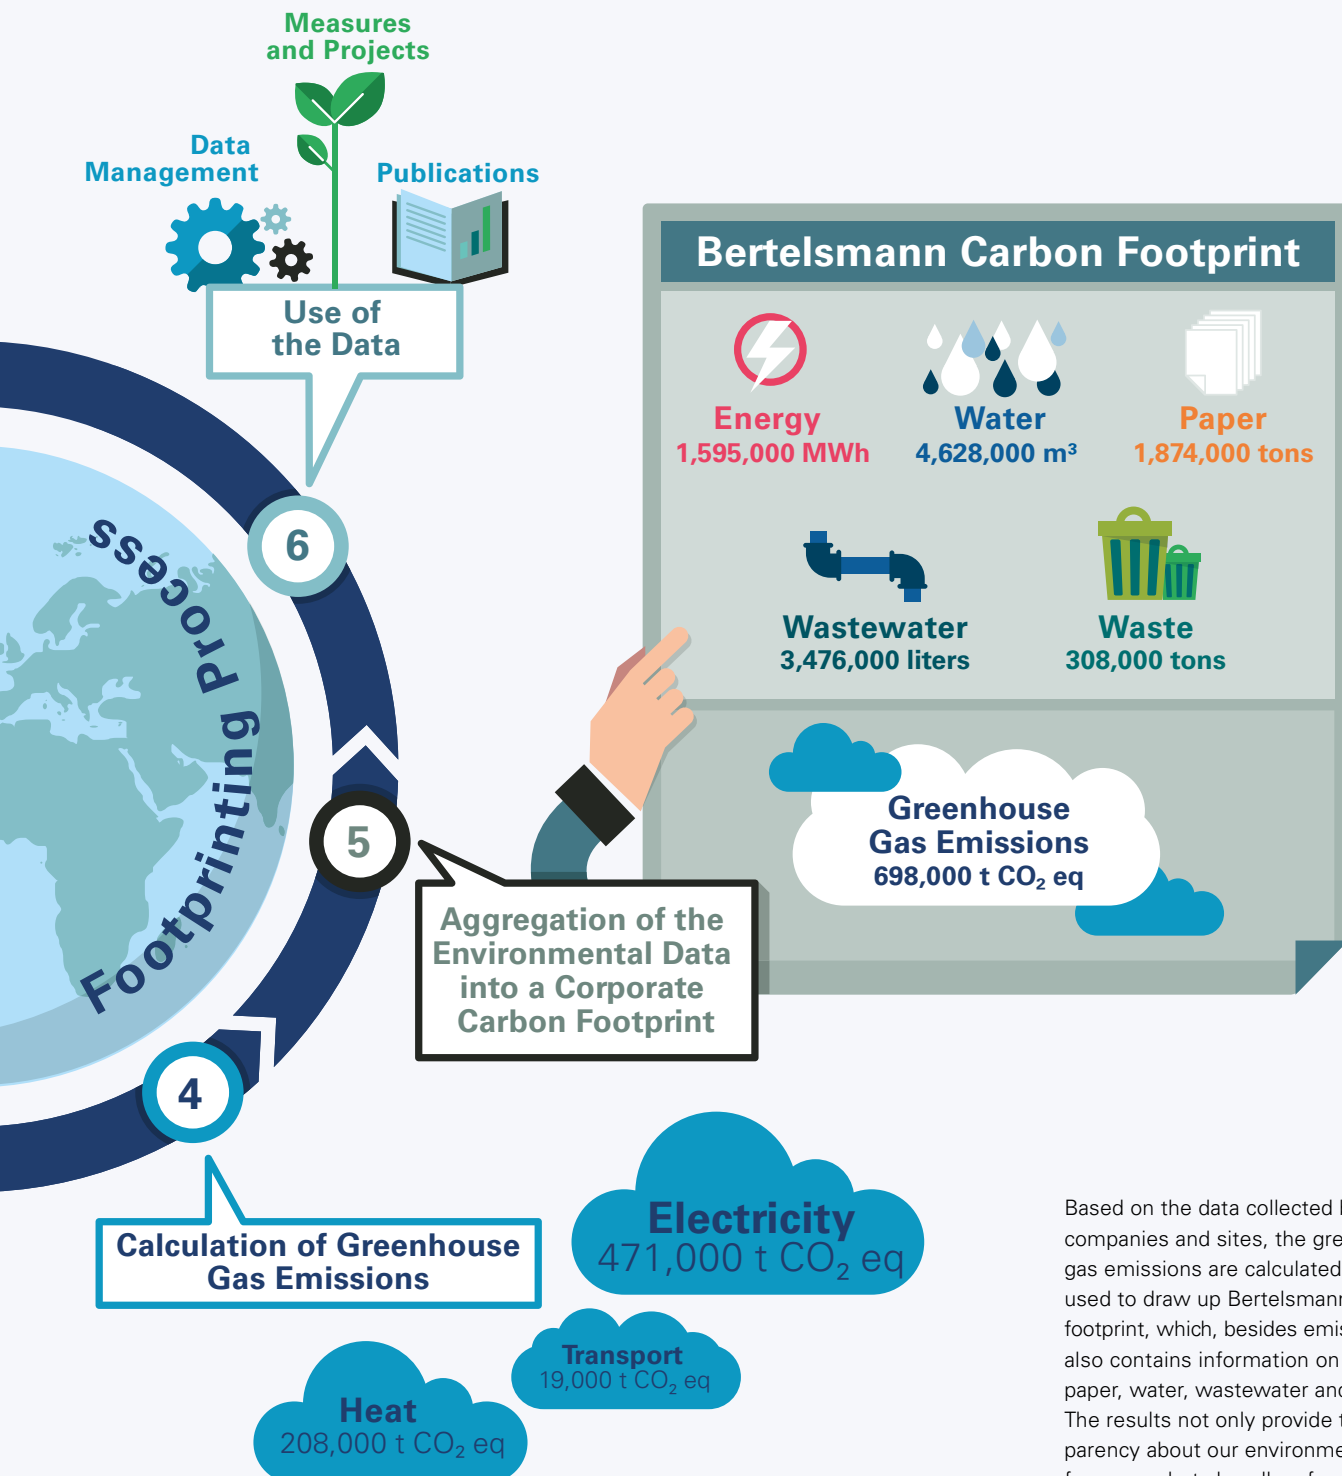 Measures
and Projects
Data
Management
Publications
Use of
the Data
6
Footprinting Process
5
4
Bertelsmann Carbon Footprint
Energy
1,595,000 MWh
Water
4,628,000 m³
Paper
1,874,000 tons
Wastewater
3,476,000 liters
Waste
308,000 tons
Greenhouse
Gas Emissions
698,000 t CO₂ eq
Aggregation of the
Environmental Data
into a Corporate
Carbon Footprint
Calculation of Greenhouse
Gas Emissions
Electricity
471,000 t CO₂ eq
Transport
19,000 t CO₂ eq
Heat
208,000 t CO₂ eq
Based on the data collected
companies and sites, the gre
gas emissions are calculated
used to draw up Bertelsmann
footprint, which, besides emis
also contains information on
paper, water, wastewater and
The results not only provide t
parency about our environme